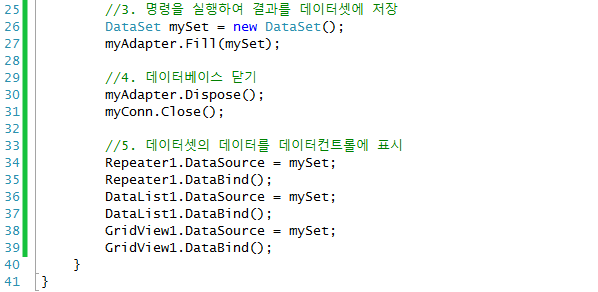 25 //3. 명령을 실행하여 결과를 데이터셋에 저장
26 DataSet mySet = new DataSet();
27 myAdapter.Fill(mySet);
28
29 //4. 데이터베이스 닫기
30 myAdapter.Dispose();
31 myConn.Close();
32
33 //5. 데이터셋의 데이터를 데이터컨트롤에 표시
34 Repeater1.DataSource = mySet;
35 Repeater1.DataBind();
36 DataList1.DataSource = mySet;
37 DataList1.DataBind();
38 GridView1.DataSource = mySet;
39 GridView1.DataBind();
40 }
41 }